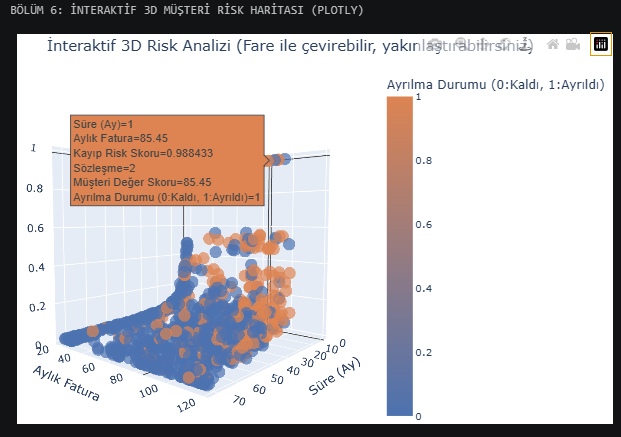 BÖLÜM 6: İNTERAKTİF 3D MÜŞTERİ RİSK HARİTASI (PLOTLY)
İnteraktif 3D Risk Analizi (Fare ile çevirebilir, yakınlaştırabilirsiniz)
Ayrılma Durumu (0:Kaldı, 1:Ayrıldı)
Süre (Ay)=1
Aylık Fatura=85.45
Kayıp Risk Skoru=0.988433
Sözleşme=2
Müşteri Değer Skoru=85.45
Ayrılma Durumu (0:Kaldı, 1:Ayrıldı)=1
1
0.8
0.6
0.4
0.2
0
20
40
60
80
100
120
Aylık Fatura
70
60
50
40
30
20
10
0
Süre (Ay)
1
0.8
0.6
0.4
0.2
0